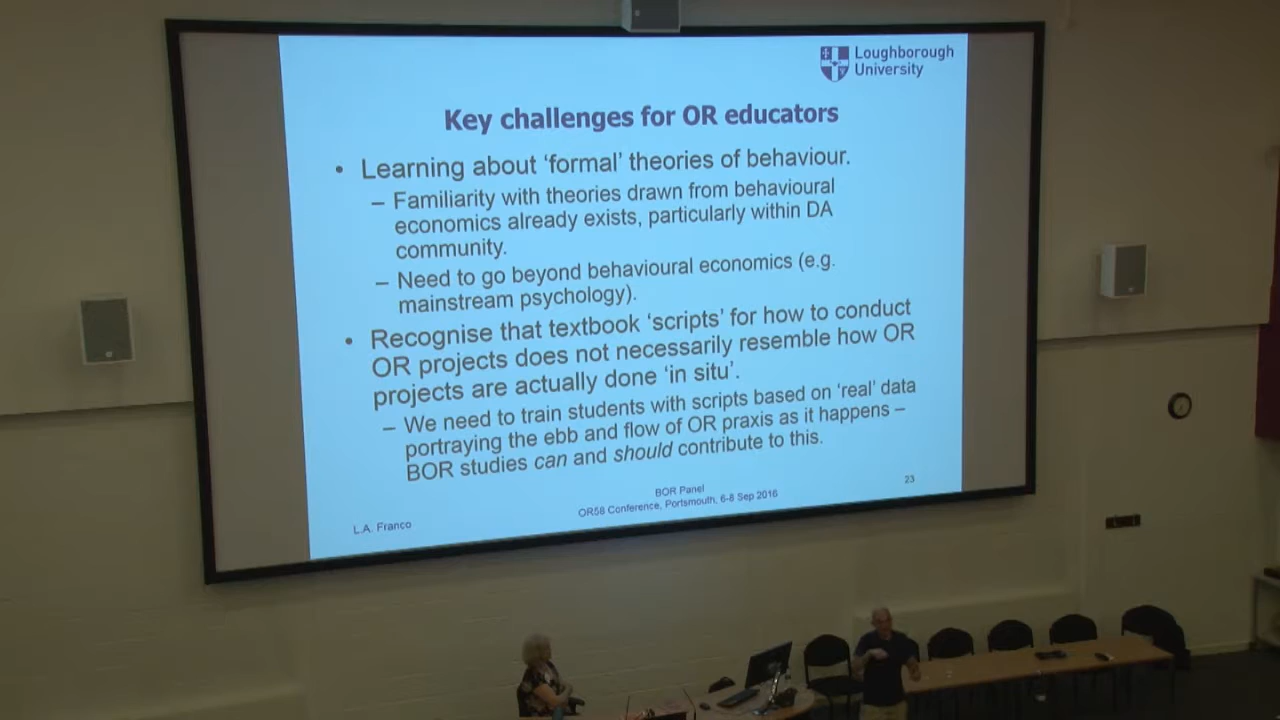 Loughborough
University
Key challenges for OR educators
• Learning about ‘formal’ theories of behaviour.
– Familiarity with theories drawn from behavioural
economics already exists, particularly within DA
community.
– Need to go beyond behavioural economics (e.g.
mainstream psychology).
• Recognise that textbook ‘scripts’ for how to conduct
OR projects does not necessarily resemble how OR
projects are actually done ‘in situ’.
– We need to train students with scripts based on ‘real’ data
portraying the ebb and flow of OR praxis as it happens –
BOR studies can and should contribute to this.
L.A. Franco
BOR Panel
OR58 Conference, Portsmouth, 6-8 Sep 2016
23